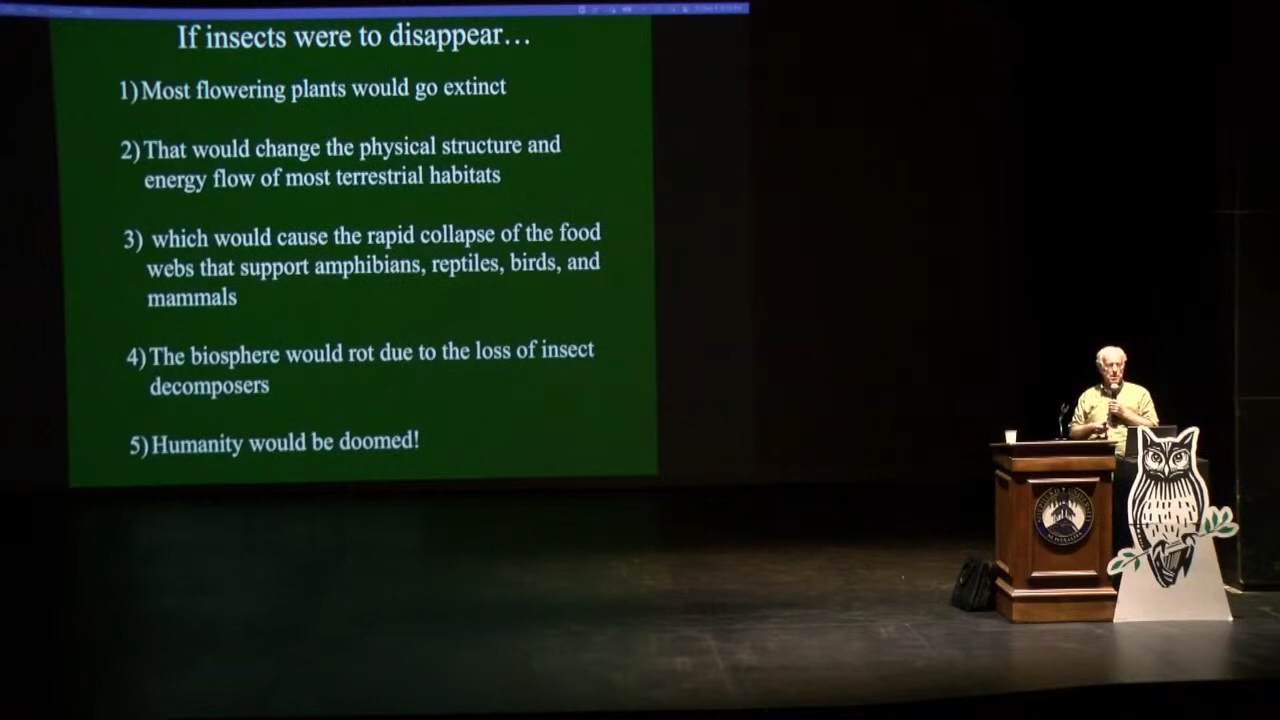 If insects were to disappear…
1) Most flowering plants would go extinct
2) That would change the physical structure and
energy flow of most terrestrial habitats
3) which would cause the rapid collapse of the food
webs that support amphibians, reptiles, birds, and
mammals
4) The biosphere would rot due to the loss of insect
decomposers
5) Humanity would be doomed!